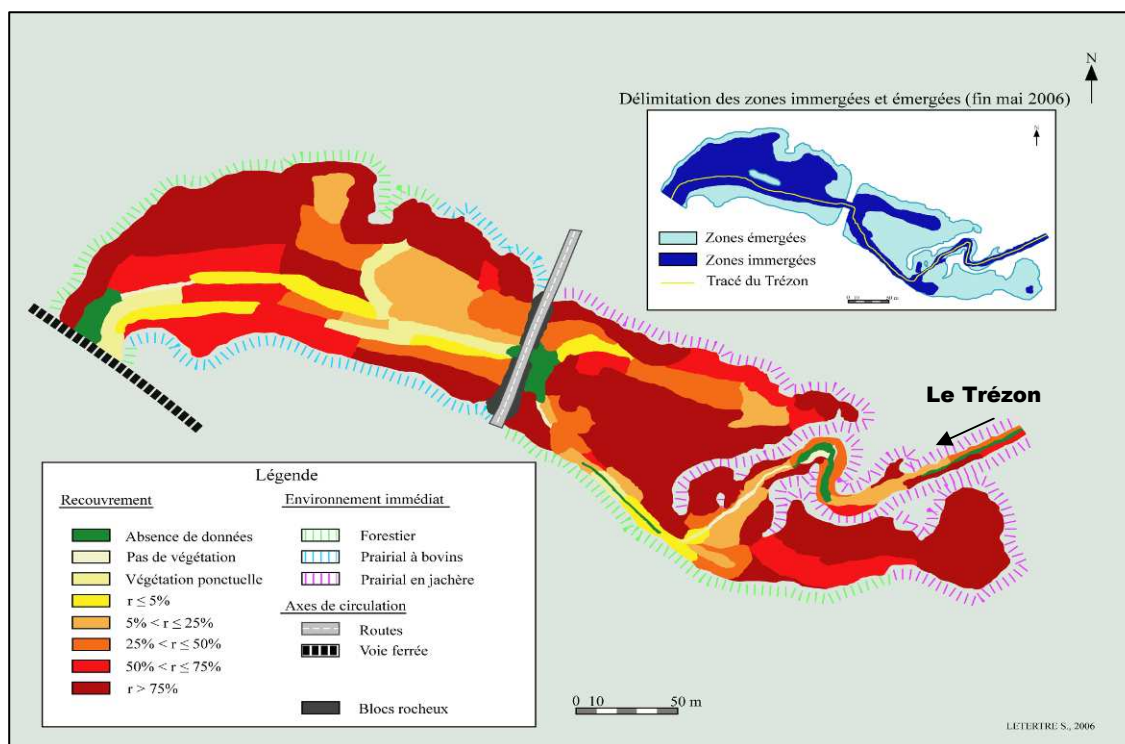 N
Délimitation des zones immergées et émergées (fin mai 2006)
N
Zones émergées
Zones immergées
Tracé du Trézon
0 10 50 m
Le Trézon
Légende
Recouvrement
Absence de données
Pas de végétation
Végétation ponctuelle
r ≤ 5%
5% < r ≤ 25%
25% < r ≤ 50%
50% < r ≤ 75%
r > 75%
Environnement immédiat
Forestier
Prairial à bovins
Prairial en jachère
Axes de circulation
Routes
Voie ferrée
Blocs rocheux
0 10 50 m
LETERTRE S., 2006